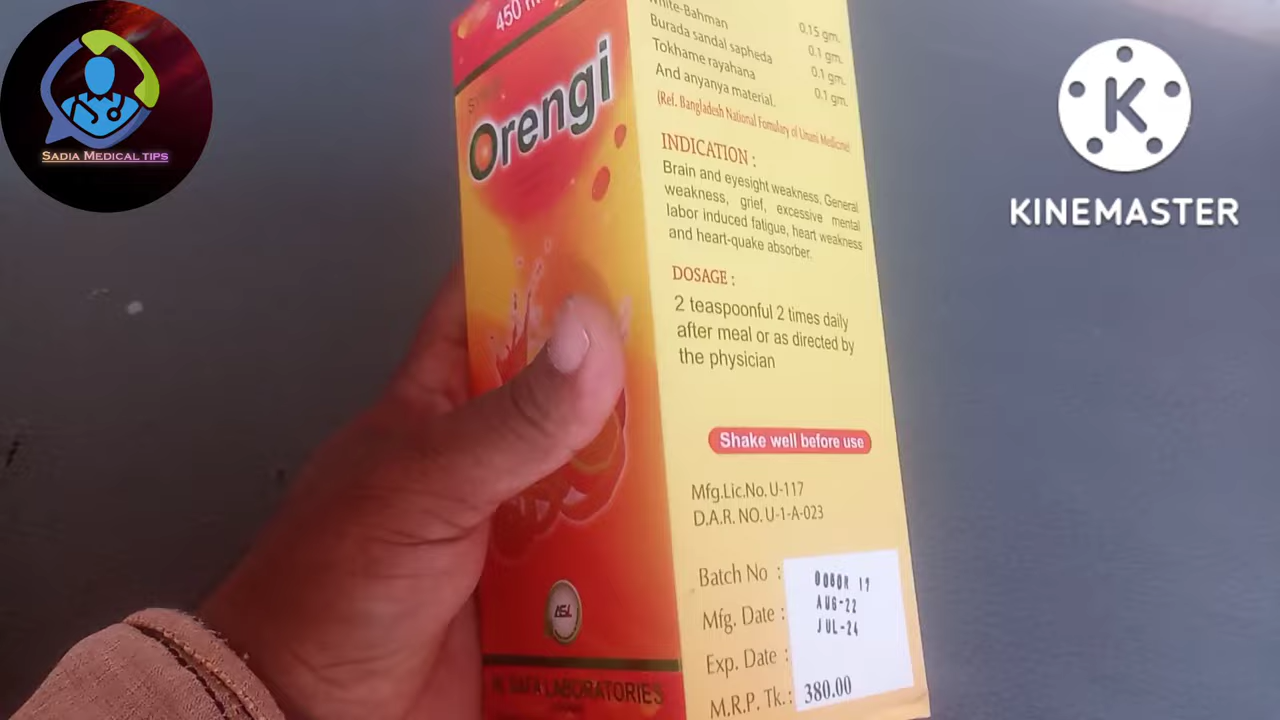 SADIA MEDICAL TIPS
KINEMASTER
450
Orengi
LABORATORIES
White-Bahman 0.15 gm.
Burada sandal sapheda 0.1 gm.
Tokhame rayahana 0.1 gm.
And anyanya material. 0.1 gm.
(Ref. Bangladesh National Fomulary of Unani Medicine)
INDICATION :
Brain and eyesight weakness, General
weakness, grief, excessive mental
labor induced fatigue, heart weakness
and heart-quake absorber.
DOSAGE :
2 teaspoonful 2 times daily
after meal or as directed by
the physician
Shake well before use
Mfg.Lic.No. U-117
D.A.R. NO. U-1-A-023
Batch No :
Mfg. Date : AUG-22
Exp. Date : JUL-24
M.R.P. Tk. : 380.00